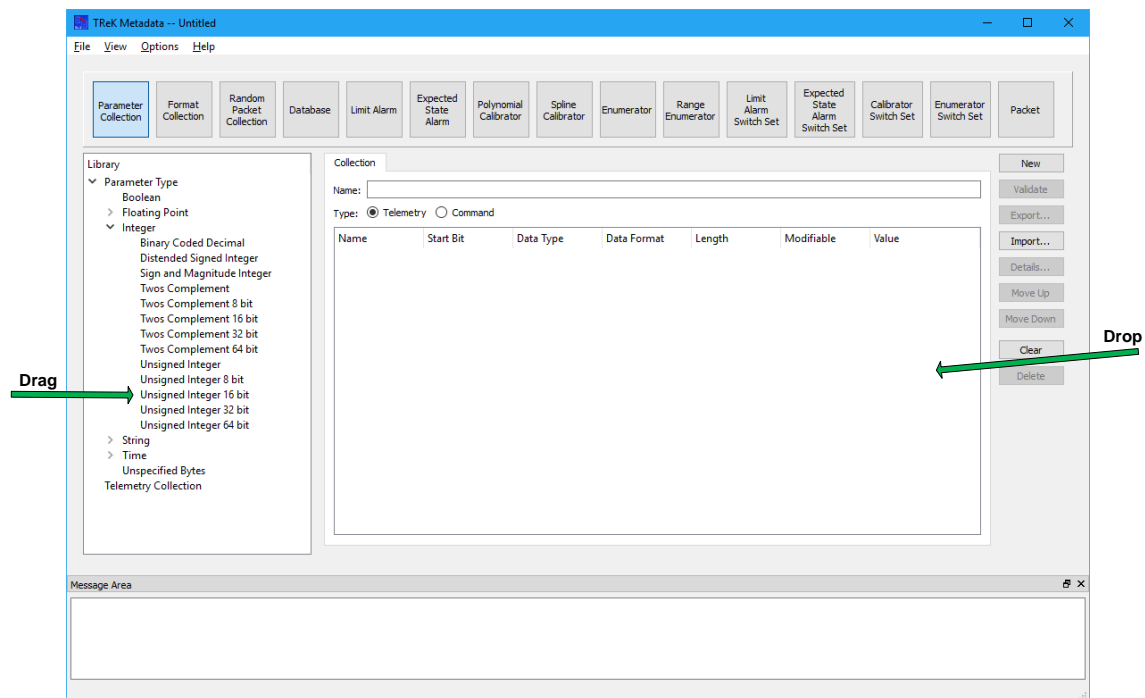 TReK Metadata -- Untitled
File View Options Help
Parameter Collection
Format Collection
Random Packet Collection
Database
Limit Alarm
Expected State Alarm
Polynomial Calibrator
Spline Calibrator
Enumerator
Range Enumerator
Limit Alarm Switch Set
Expected State Alarm Switch Set
Calibrator Switch Set
Enumerator Switch Set
Packet
Library
Parameter Type
Boolean
Floating Point
Integer
Binary Coded Decimal
Distended Signed Integer
Sign and Magnitude Integer
Twos Complement
Twos Complement 8 bit
Twos Complement 16 bit
Twos Complement 32 bit
Twos Complement 64 bit
Unsigned Integer
Unsigned Integer 8 bit
Unsigned Integer 16 bit
Unsigned Integer 32 bit
Unsigned Integer 64 bit
String
Time
Unspecified Bytes
Telemetry Collection
Drag
Collection
Name:
Type: Telemetry Command
Name Start Bit Data Type Data Format Length Modifiable Value
New
Validate
Export...
Import...
Details...
Move Up
Move Down
Clear
Delete
Drop
Message Area